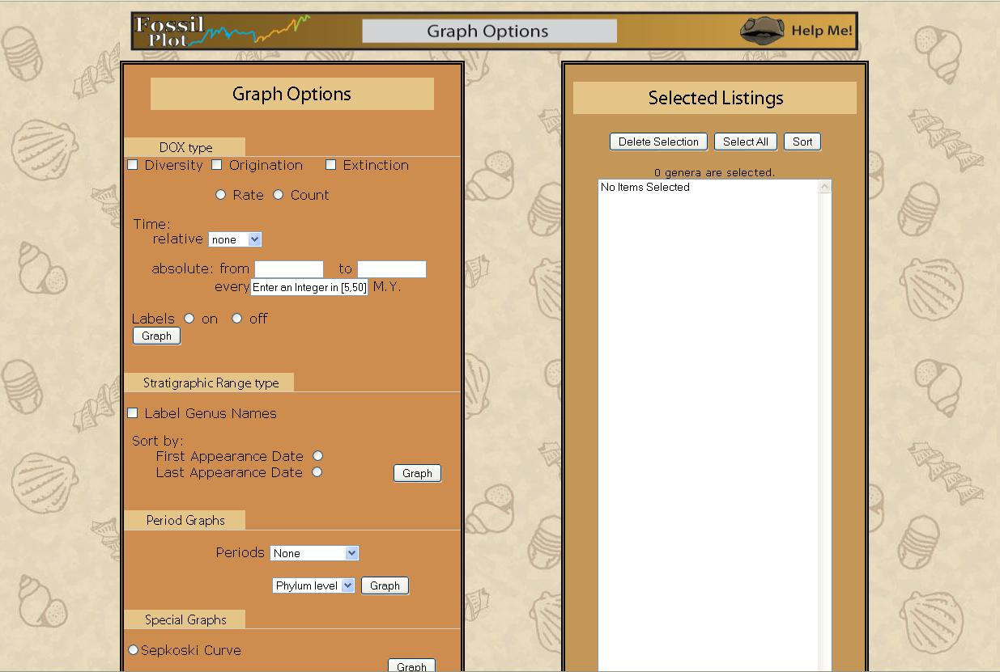 Fossil
Plot
Graph Options
Help Me!
Graph Options
DOX type
Diversity Origination Extinction
Rate Count
Time:
relative none
absolute: from to
every Enter an Integer in [5,50] M.Y.
Labels on off
Graph
Stratigraphic Range type
Label Genus Names
Sort by:
First Appearance Date
Last Appearance Date
Graph
Period Graphs
Periods None
Phylum level Graph
Special Graphs
Sepkoski Curve
Graph
Selected Listings
Delete Selection Select All Sort
0 genera are selected.
No Items Selected